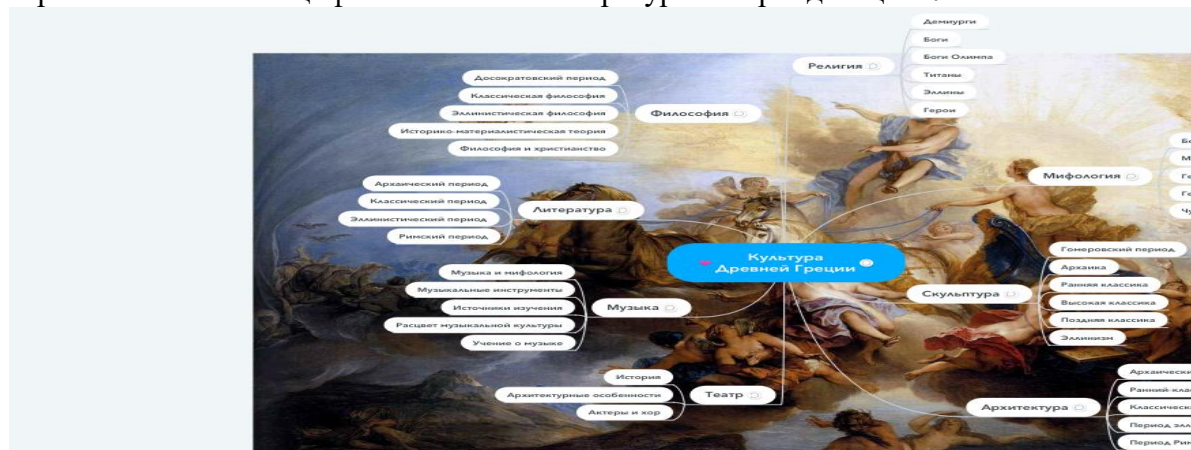 Демиурги
Боги
Боги Олимпа
Титаны
Эллины
Герои
Религия
Досократовский период
Классическая философия
Эллинистическая философия
Историко-материалистическая теория
Философия и христианство
Философия
Мифология
Архаический период
Классический период
Эллинистический период
Римский период
Литература
Культура
Древней Греции
Гомеровский период
Архаика
Ранняя классика
Высокая классика
Поздняя классика
Эллинизм
Скульптура
Музыка и мифология
Музыкальные инструменты
Источники изучения
Расцвет музыкальной культуры
Учение о музыке
Музыка
История
Архитектурные особенности
Актеры и хор
Театр
Архитектура
Период
Период